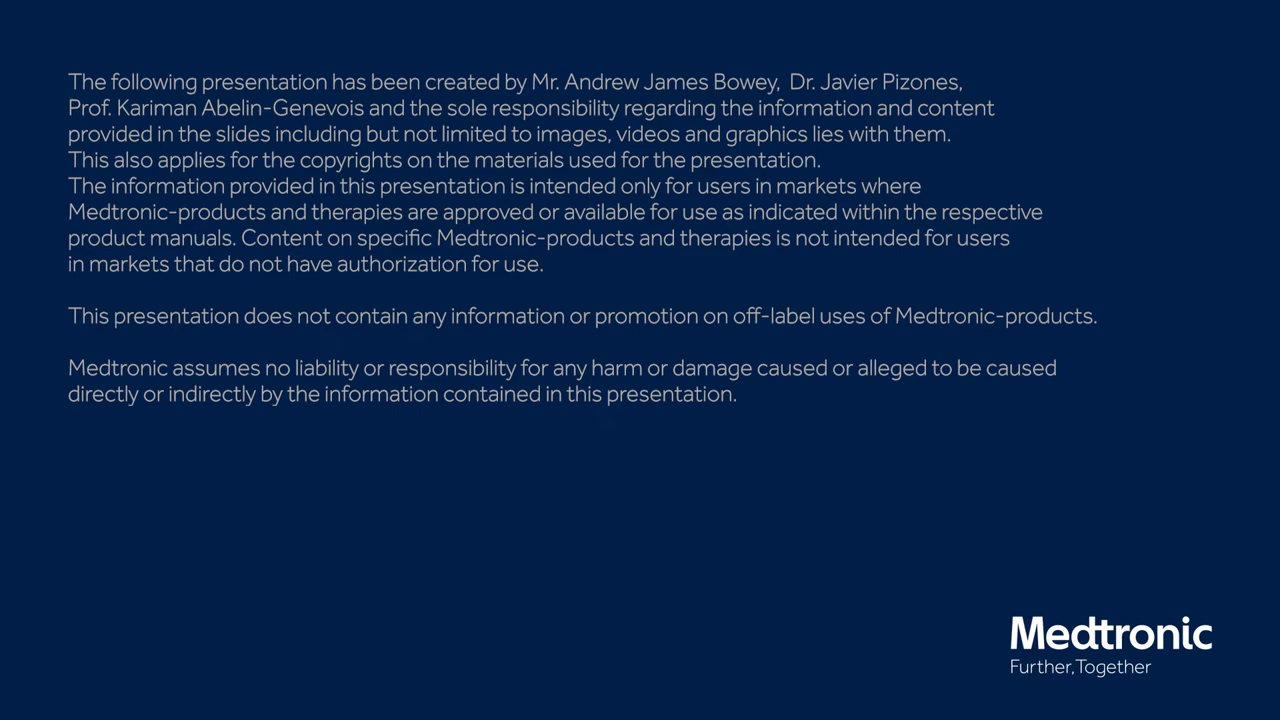 The following presentation has been created by Mr. Andrew James Bowey,  Dr. Javier Pizones,
Prof. Kariman Abelin-Genevois and the sole responsibility regarding the information and content
provided in the slides including but not limited to images, videos and graphics lies with them.
This also applies for the copyrights on the materials used for the presentation.
The information provided in this presentation is intended only for users in markets where
Medtronic-products and therapies are approved or available for use as indicated within the respective
product manuals. Content on specific Medtronic-products and therapies is not intended for users
in markets that do not have authorization for use.
This presentation does not contain any information or promotion on off-label uses of Medtronic-products.
Medtronic assumes no liability or responsibility for any harm or damage caused or alleged to be caused
directly or indirectly by the information contained in this presentation.
Medtronic
Further,Together